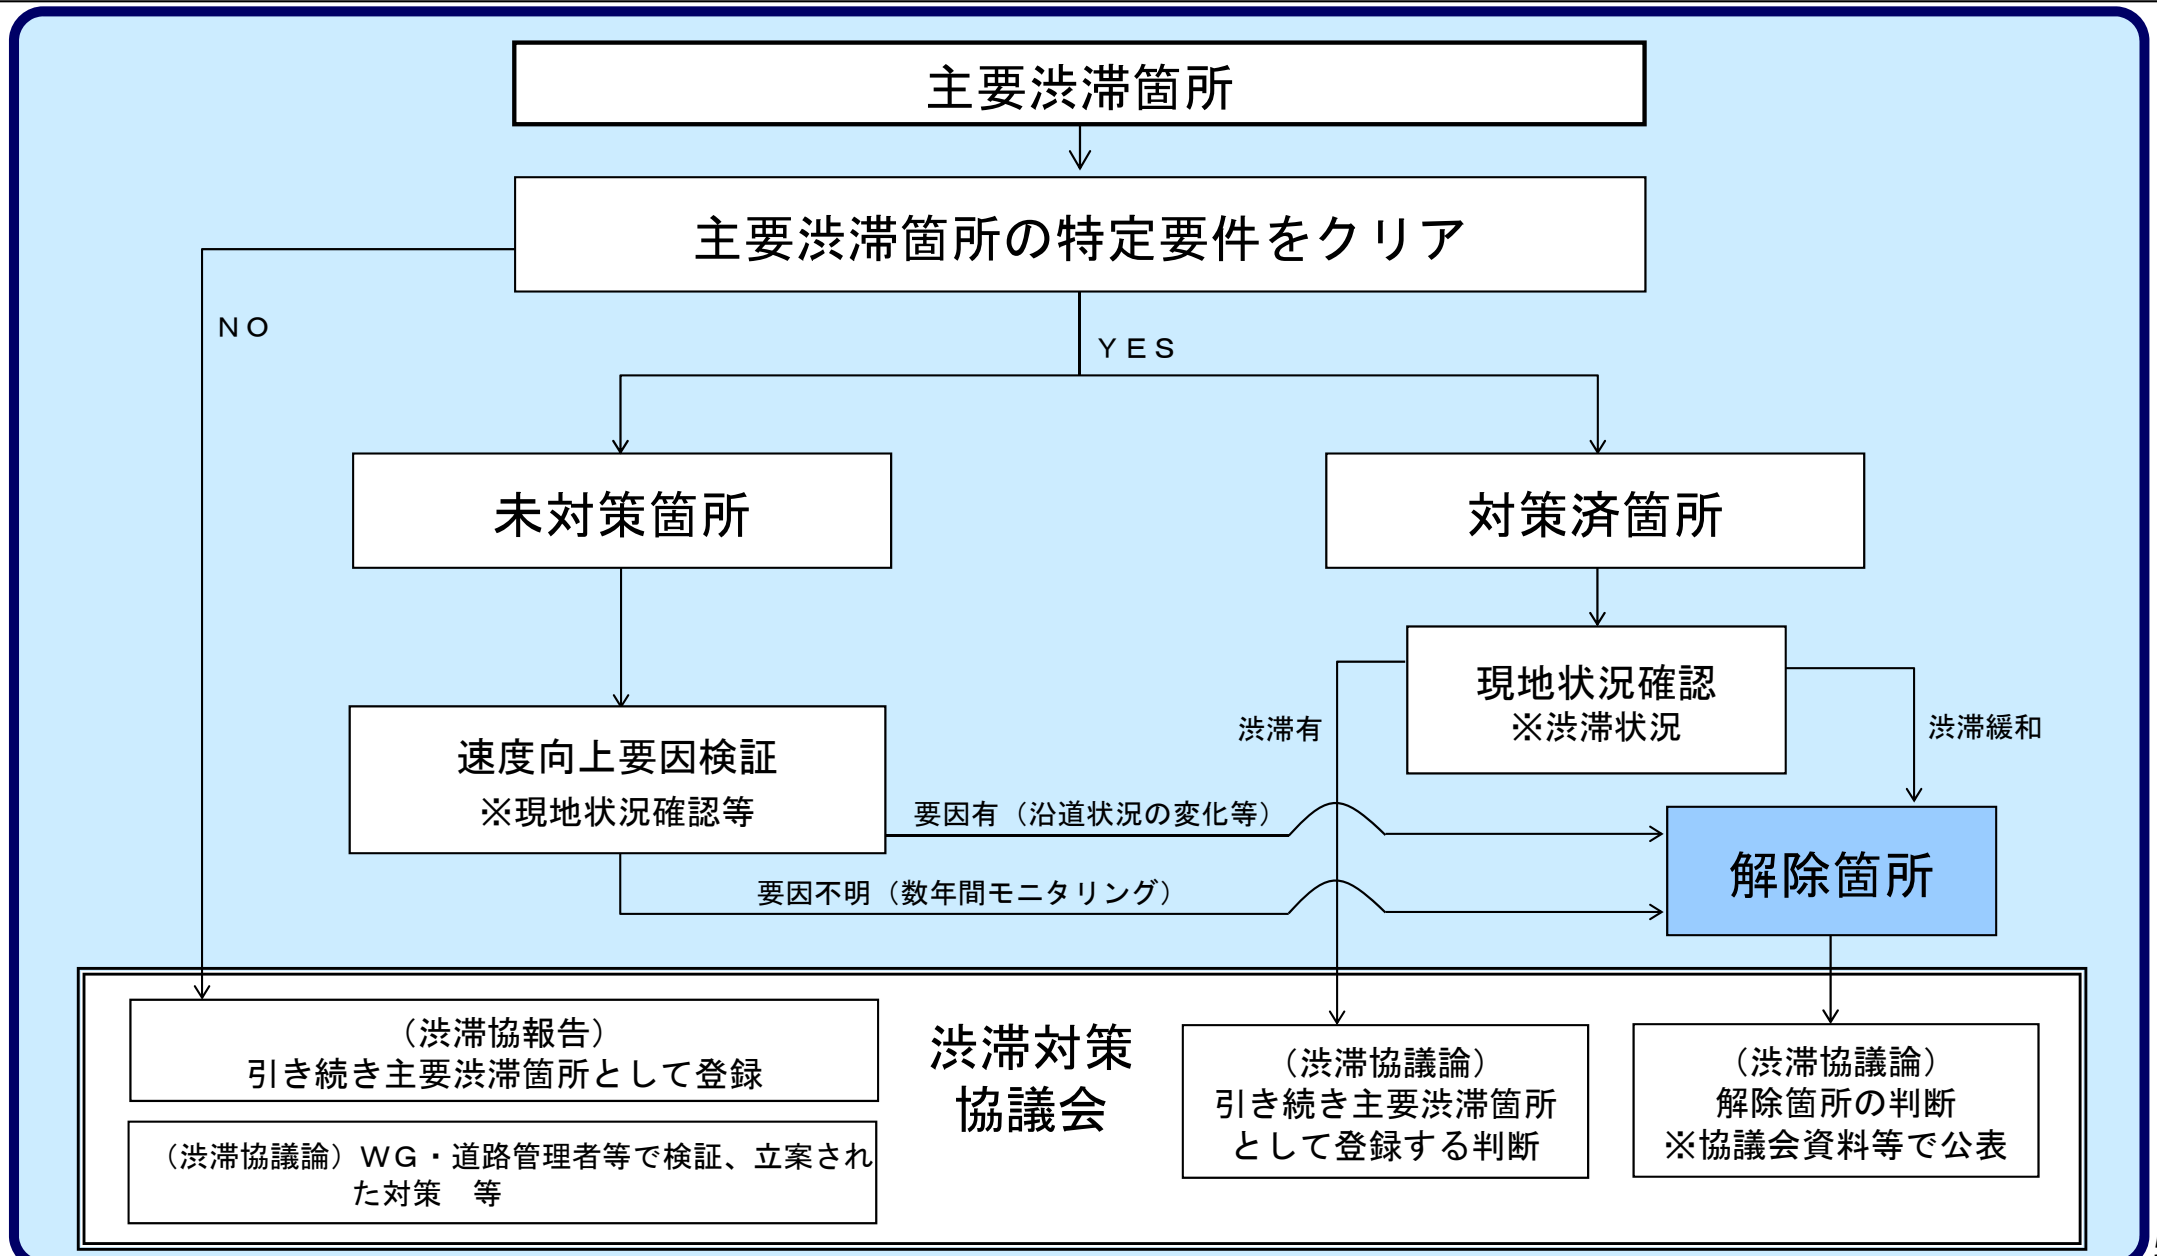 主要渋滞箇所
主要渋滞箇所の特定要件をクリア
ＮＯ
ＹＥＳ
未対策箇所
対策済箇所
現地状況確認
※渋滞状況
渋滞有
渋滞緩和
速度向上要因検証
※現地状況確認等
要因有（沿道状況の変化等）
要因不明（数年間モニタリング）
解除箇所
（渋滞協報告）
引き続き主要渋滞箇所として登録
（渋滞協議論）ＷＧ・道路管理者等で検証、立案され
た対策　等
渋滞対策
協議会
（渋滞協議論）
引き続き主要渋滞箇所
として登録する判断
（渋滞協議論）
解除箇所の判断
※協議会資料等で公表